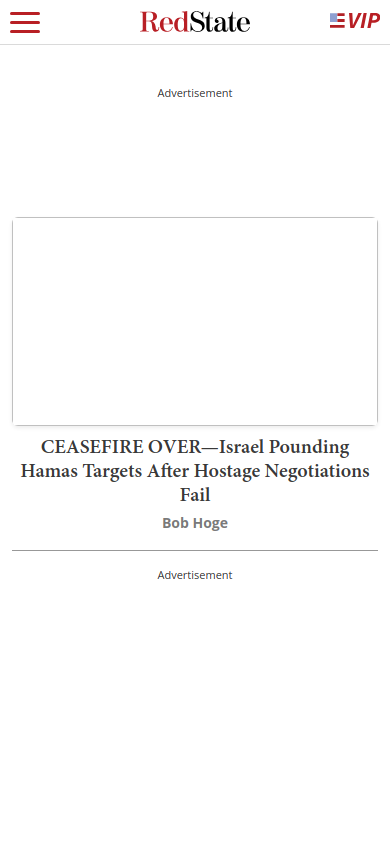 RedState
VIP
Advertisement
CEASEFIRE OVER—Israel Pounding
Hamas Targets After Hostage Negotiations
Fail
Bob Hoge
Advertisement